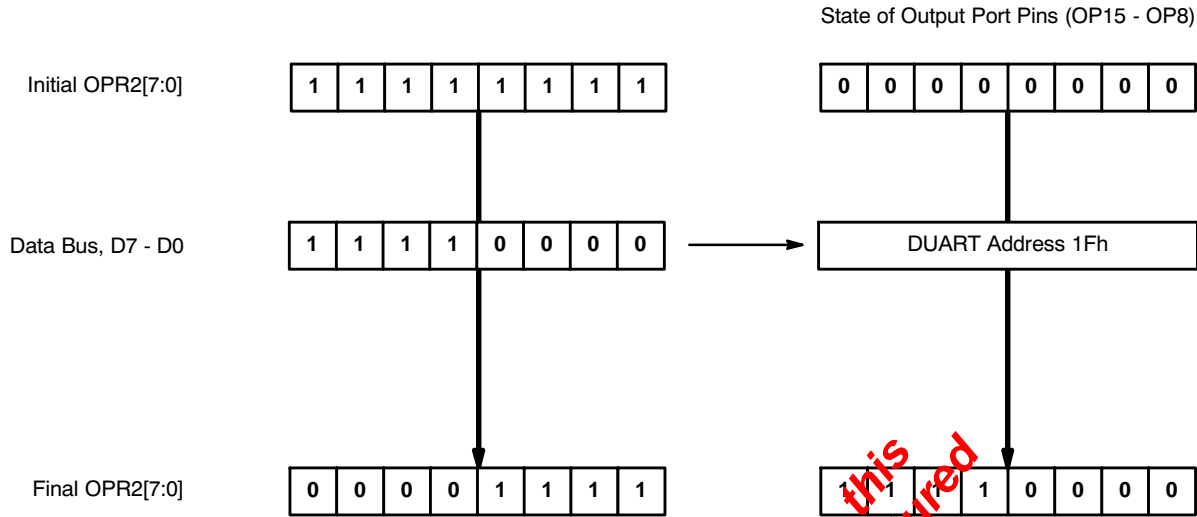 State of Output Port Pins (OP15 - OP8)
Initial OPR2[7:0] 1 1 1 1 1 1 1 1 0 0 0 0 0 0 0 0
Data Bus, D7 - D0 1 1 1 1 0 0 0 0 DUART Address 1Fh
this
Final OPR2[7:0] 0 0 0 0 1 1 1 1 1 1 1 1 0 0 0 0